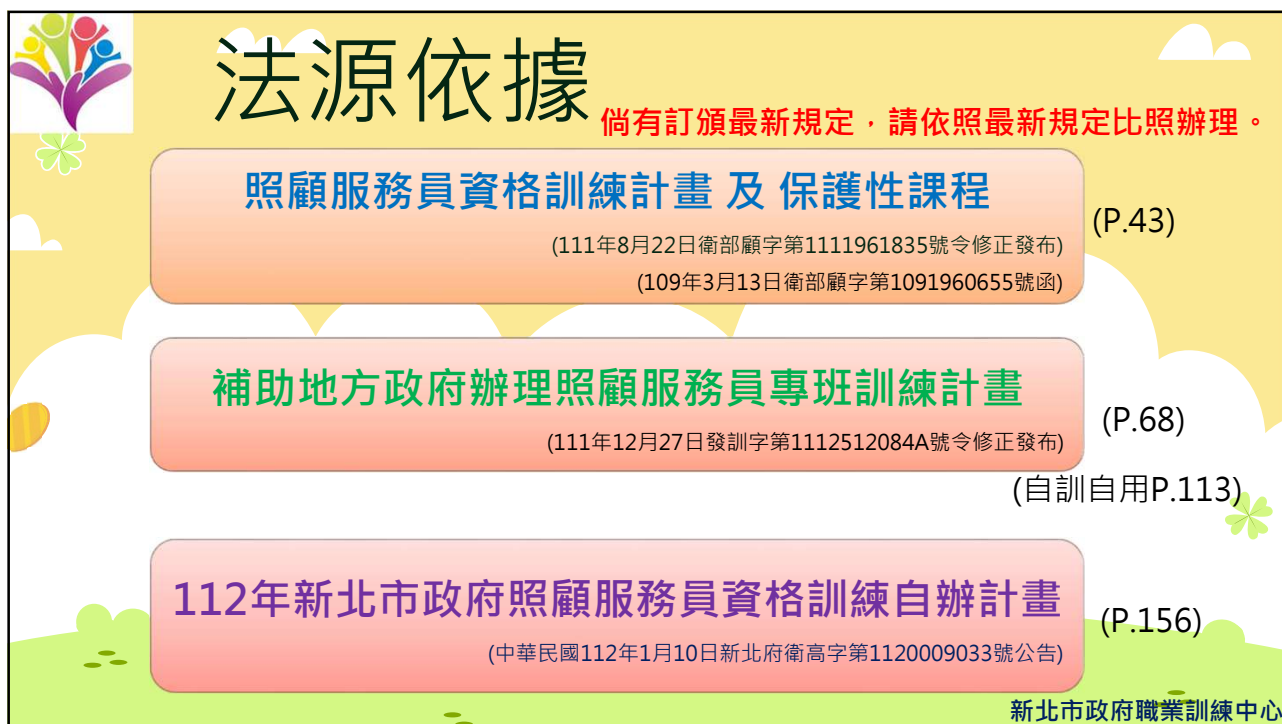 法源依據
倘有訂頒最新規定，請依照最新規定比照辦理。
照顧服務員資格訓練計畫 及 保護性課程
(P.43)
(111年8月22日衛部顧字第1111961835號令修正發布)
(109年3月13日衛部顧字第1091960655號函)
補助地方政府辦理照顧服務員專班訓練計畫
(P.68)
(111年12月27日發訓字第1112512084A號令修正發布)
(自訓自用P.113)
112年新北市政府照顧服務員資格訓練自辦計畫
(P.156)
(中華民國112年1月10日新北府衛高字第1120009033號公告)
新北市政府職業訓練中心